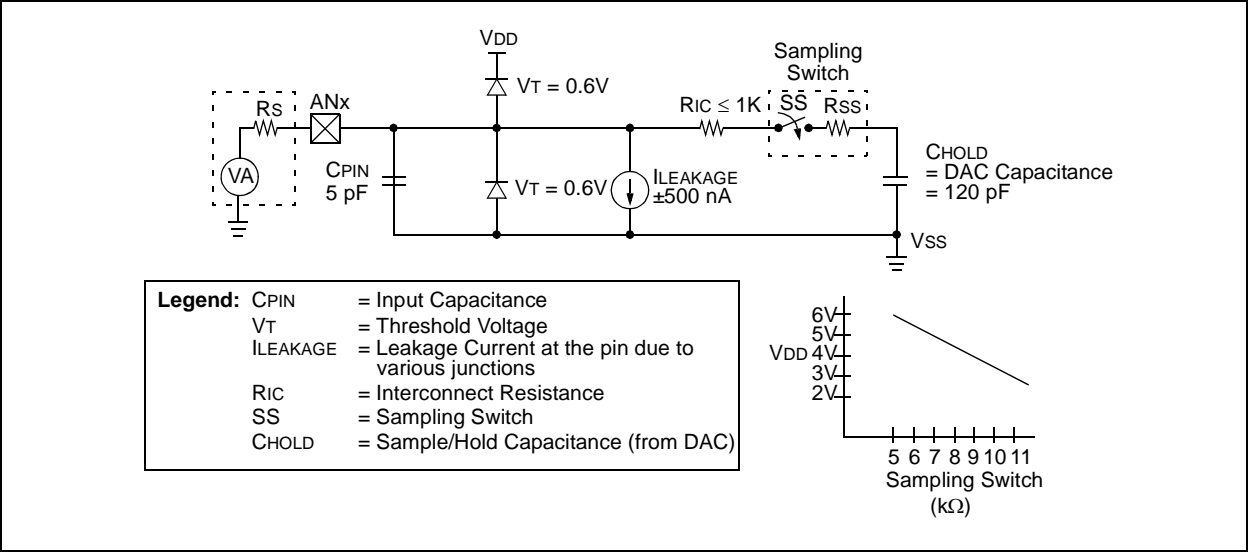 VDD
Sampling
Switch
VT = 0.6V
RIC ≤ 1K
SS
RSS
RS
ANx
CHOLD
= DAC Capacitance
= 120 pF
VA
CPIN
5 pF
VT = 0.6V
ILEAKAGE
±500 nA
VSS
Legend: CPIN = Input Capacitance
VT = Threshold Voltage
ILEAKAGE = Leakage Current at the pin due to
various junctions
RIC = Interconnect Resistance
SS = Sampling Switch
CHOLD = Sample/Hold Capacitance (from DAC)
6V
5V
VDD 4V
3V
2V
5 6 7 8 9 10 11
Sampling Switch
(kΩ)